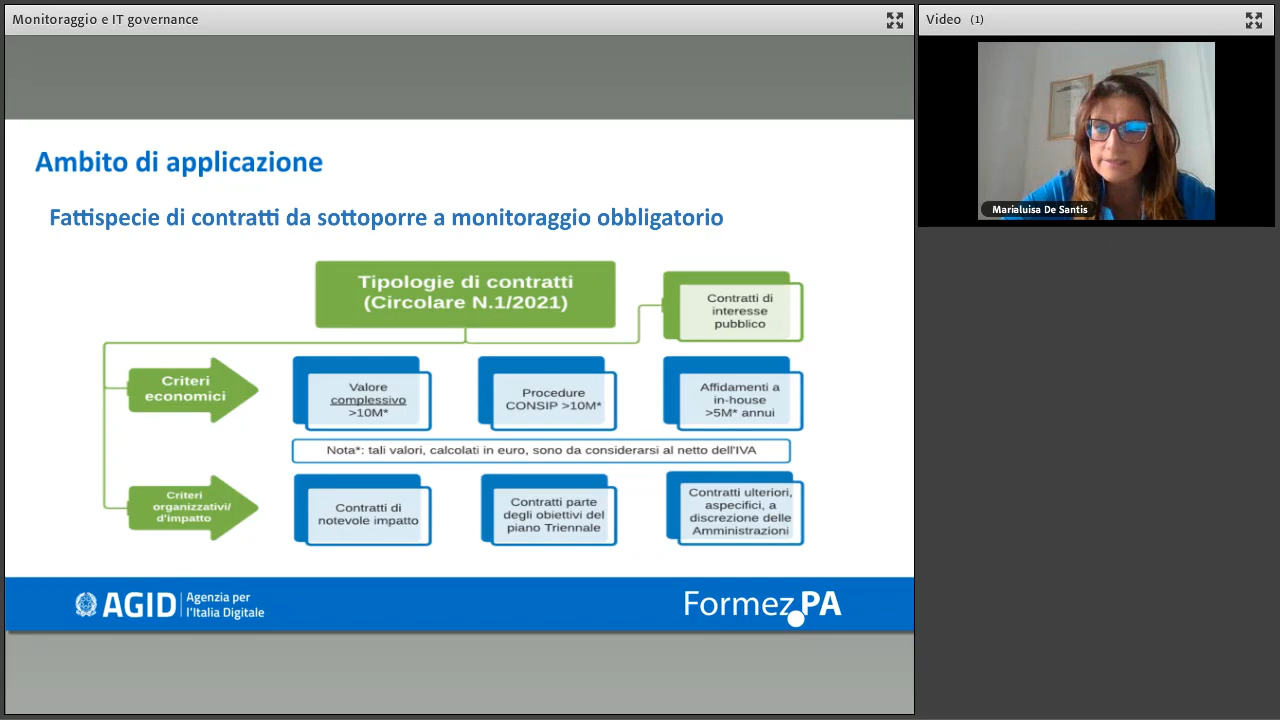 Monitoraggio e IT governance
Video (1)
Marialuisa De Santis
Ambito di applicazione
Fattispecie di contratti da sottoporre a monitoraggio obbligatorio
Tipologie di contratti
(Circolare N.1/2021)
Contratti di
interesse
pubblico
Criteri
economici
Valore
complessivo
>10M*
Procedure
CONSIP >10M*
Affidamenti a
in-house
>5M* annui
Nota*: tali valori, calcolati in euro, sono da considerarsi al netto dell'IVA
Criteri
organizzativi/
d'impatto
Contratti di
notevole impatto
Contratti parte
degli obiettivi del
piano Triennale
Contratti ulteriori,
aspecifici, a
discrezione delle
Amministrazioni
AGID
Agenzia per
l'Italia Digitale
Formez.PA